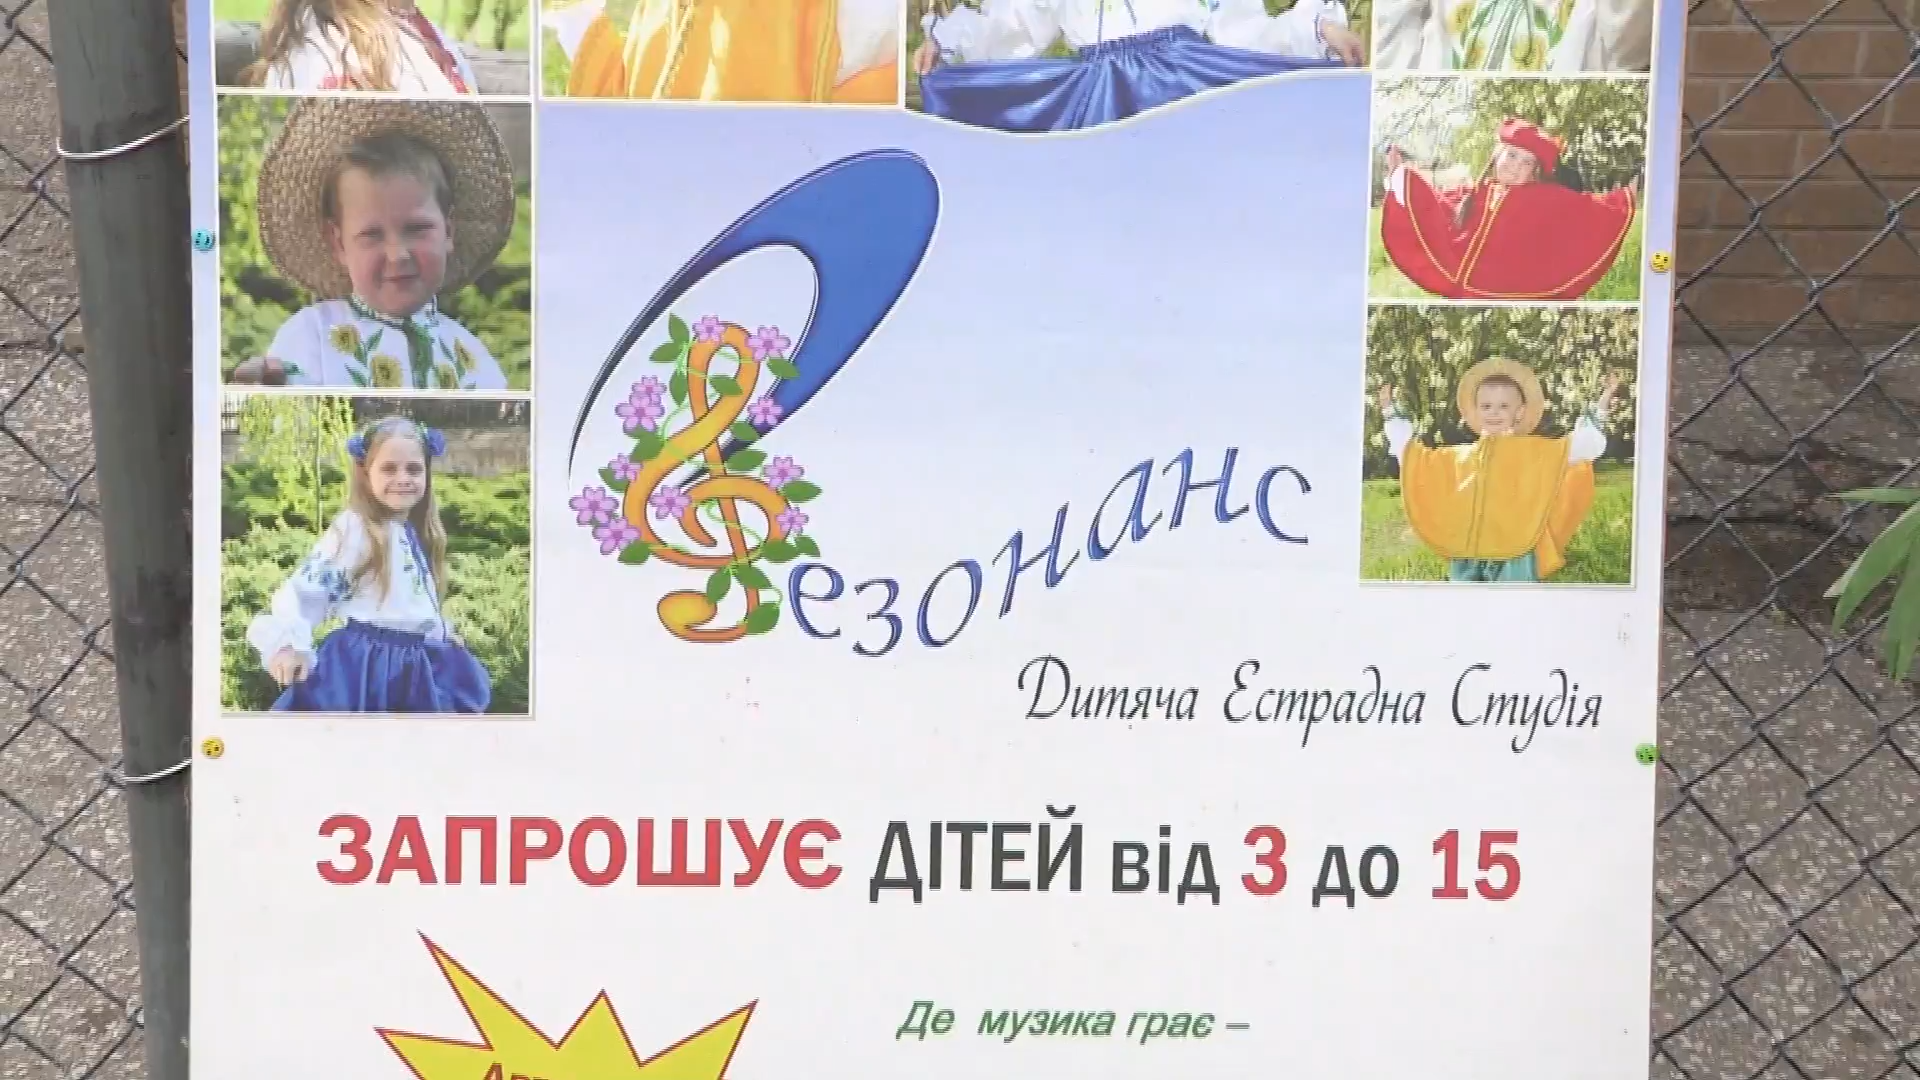 Резонанс
Дитяча Естрадна Студія
ЗАПРОШУЄ ДІТЕЙ від 3 до 15
Де музика грає –